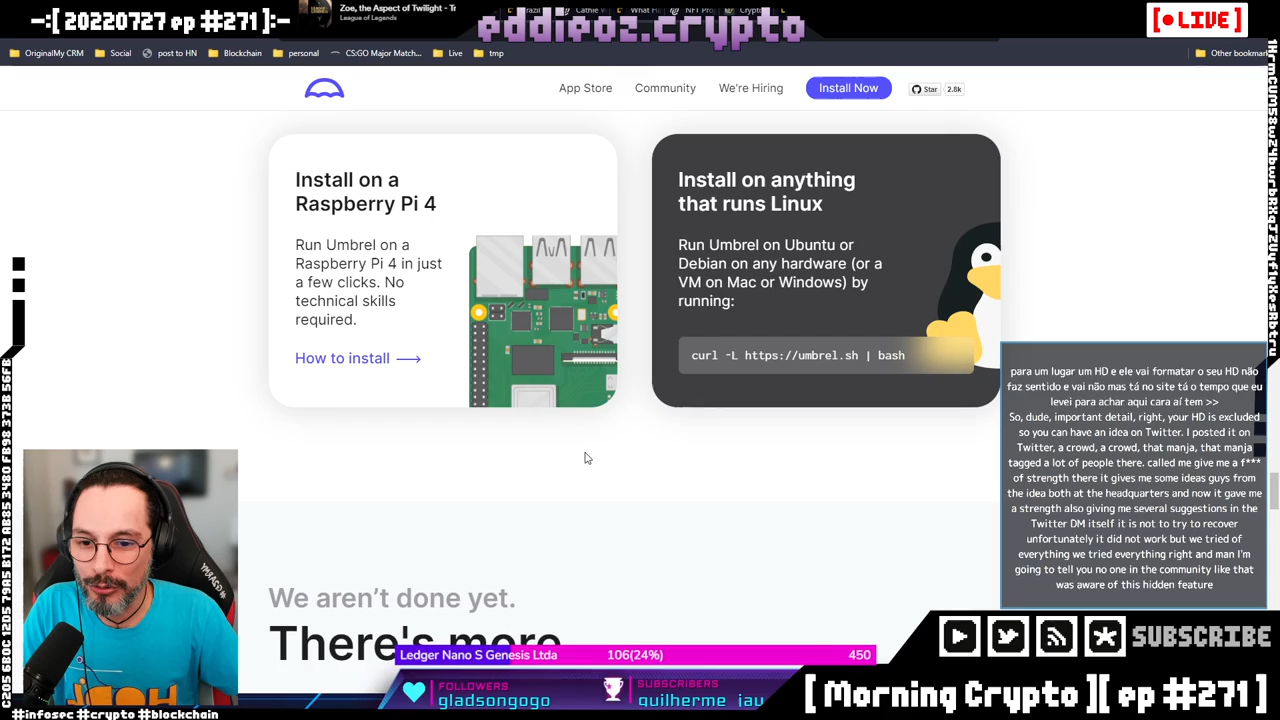 -:[ 20220727 ep #271 ]:-
Zoe, the Aspect of Twilight - Tr
League of Legends
eddieoz.crypto
[● LIVE]
OriginalMy CRM
Social
post to HN
Blockchain
personal
CS:GO Major Match...
Live
tmp
Other bookmar
App Store
Community
We're Hiring
Install Now
Star
2.8k
Install on a
Raspberry Pi 4
Run Umbrel on a
Raspberry Pi 4 in just
a few clicks. No
technical skills
required.
How to install
Install on anything
that runs Linux
Run Umbrel on Ubuntu or
Debian on any hardware (or a
VM on Mac or Windows) by
running:
curl -L https://umbrel.sh | bash
para um lugar um HD e ele vai formatar o seu HD não
faz sentido e vai não mas tá no site tá o tempo que eu
levei para achar aqui cara aí tem >>
So, dude, important detail, right, your HD is excluded
so you can have an idea on Twitter. I posted it on
Twitter, a crowd, a crowd, that manja, that manja
tagged a lot of people there. called me give me a f***
of strength there it gives me some ideas guys from
the idea both at the headquarters and now it gave me
a strength also giving me several suggestions in the
Twitter DM itself it is not to try to recover
unfortunately it did not work but we tried of
everything we tried everything right and man I'm
going to tell you no one in the community like that
was aware of this hidden feature
We aren't done yet.
There's more
Ledger Nano S Genesis Ltda
106(24%)
450
FOLLOWERS
gladsongogo
SUBSCRIBERS
guilherme_jau
SUBSCRIBE
[ Morning Crypto ][ ep #271 ]
#infosec #crypto #blockchain